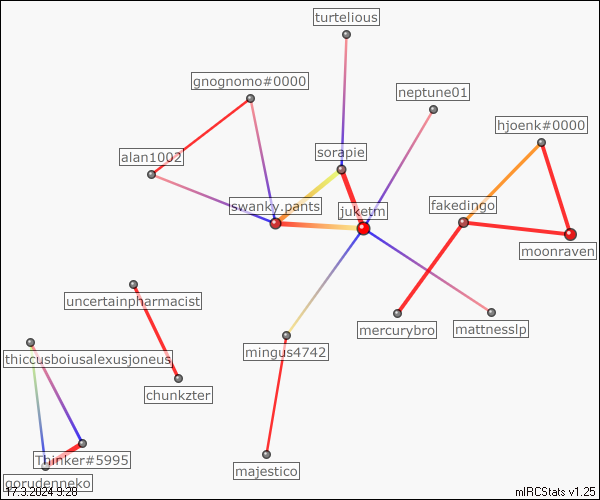 turtelious
gnognomo#0000
neptune01
hjoenk#0000
alan1002
sorapie
swanky.pants
juketm
fakedingo
moonraven
uncertainpharmacist
mercurybro
mattnesslp
mingus4742
thiccusboiusalexusjoneus
chunkzter
Thinker#5995
majestico
gorudenneko
17.3.2024 9:28
mIRCStats v1.25